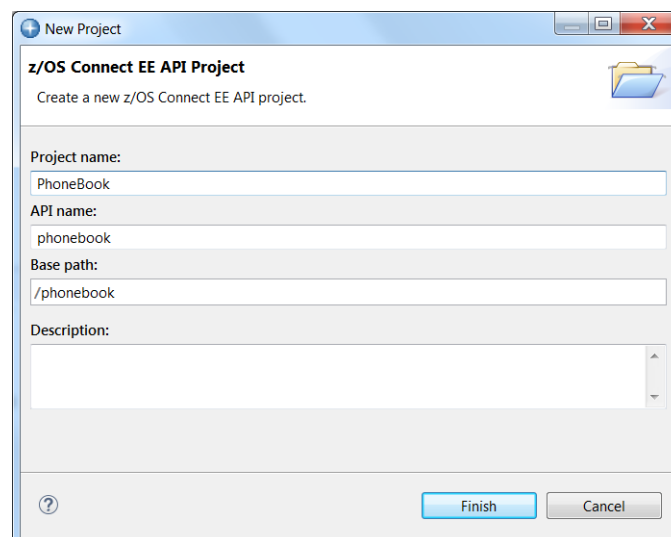 New Project
z/OS Connect EE API Project
Create a new z/OS Connect EE API project.
Project name:
PhoneBook
API name:
phonebook
Base path:
/phonebook
Description:
Finish
Cancel